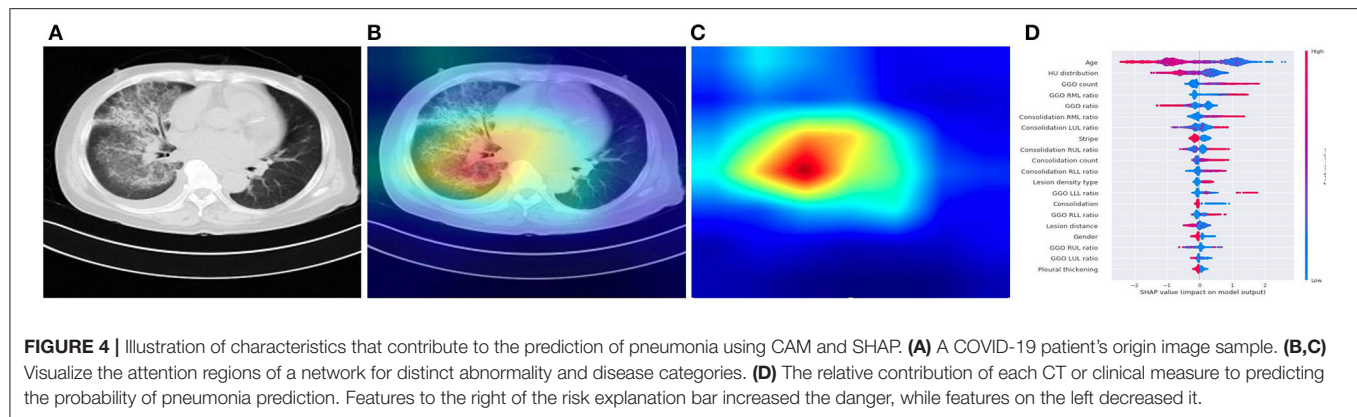 A
B
C
D
High
Age
HU distribution
GGO count
GGO RML ratio
GGO ratio
Consolidation RML ratio
Consolidation LUL ratio
Stripe
Consolidation RUL ratio
Consolidation count
Consolidation RLL ratio
Lesion density type
GGO LLL ratio
Consolidation
GGO RLL ratio
Lesion distance
Gender
GGO RUL ratio
GGO LUL ratio
Pleural thickening
Low
−2 −1 0 1 2
SHAP value (impact on model output)
FIGURE 4 | Illustration of characteristics that contribute to the prediction of pneumonia using CAM and SHAP. (A) A COVID-19 patient's origin image sample. (B,C)
Visualize the attention regions of a network for distinct abnormality and disease categories. (D) The relative contribution of each CT or clinical measure to predicting
the probability of pneumonia prediction. Features to the right of the risk explanation bar increased the danger, while features on the left decreased it.